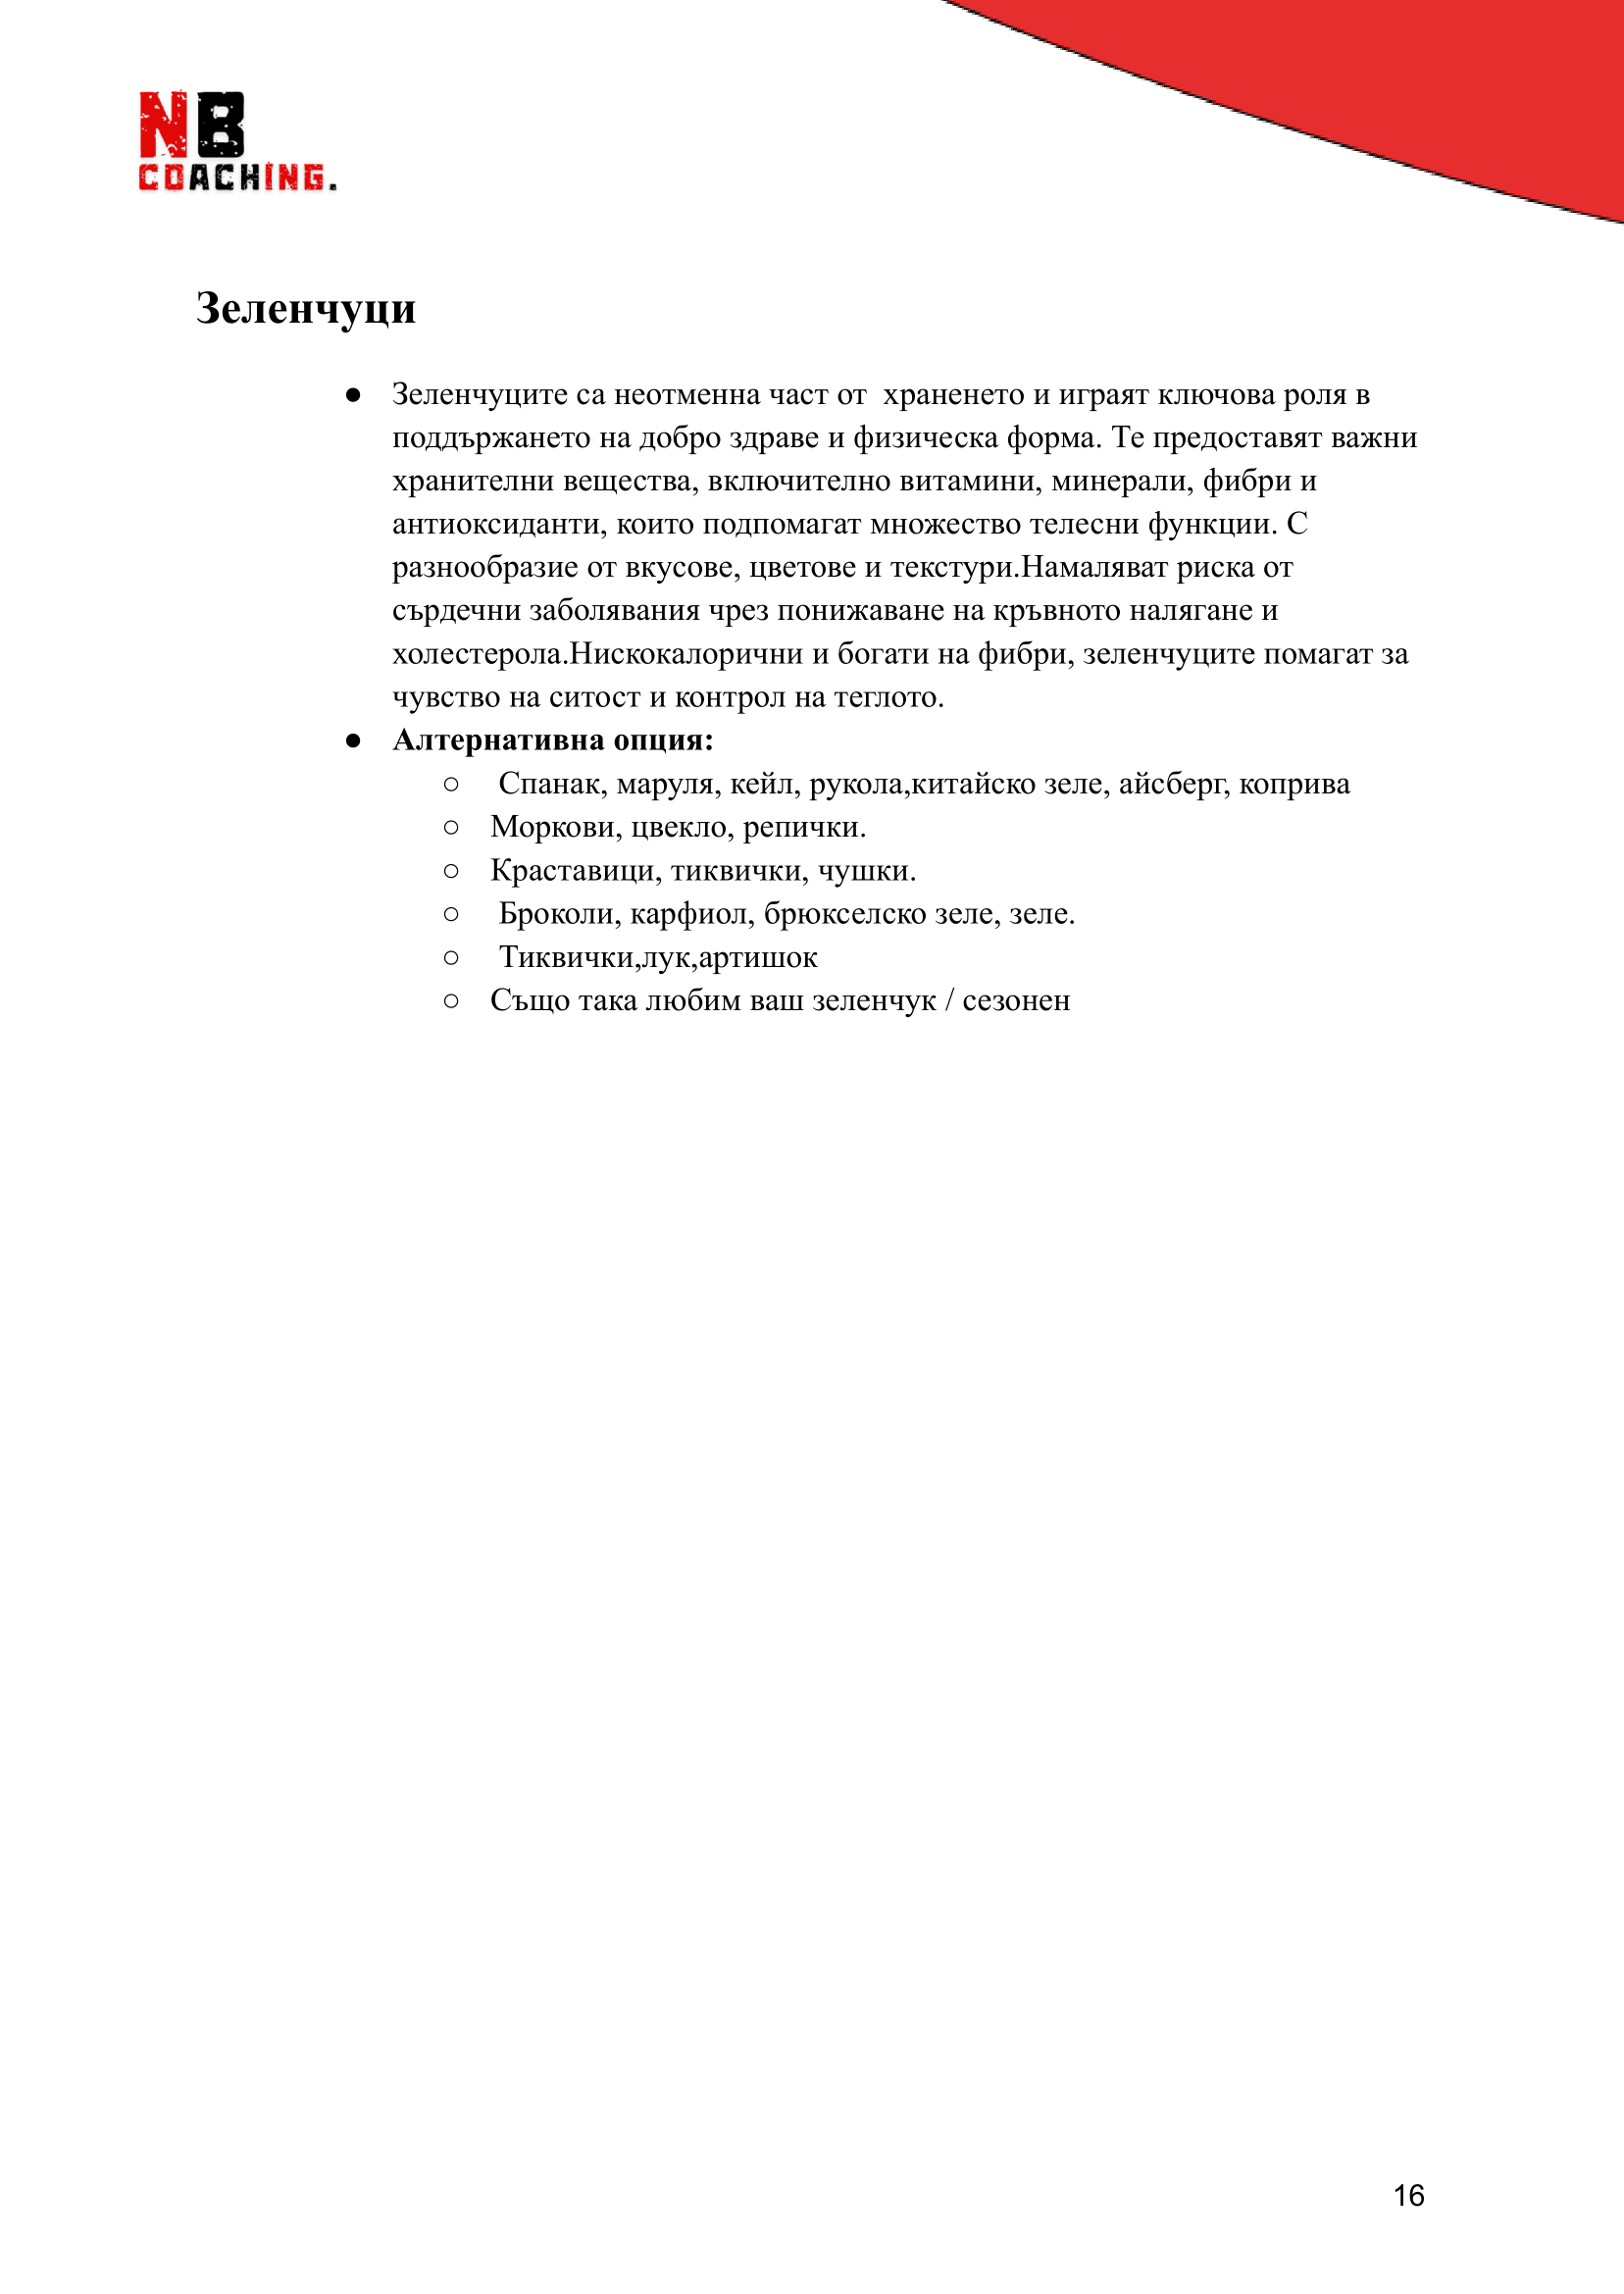 NB
COACHING.
Зеленчуци
● Зеленчуците са неотменна част от  храненето и играят ключова роля в
поддържането на добро здраве и физическа форма. Те предоставят важни
хранителни вещества, включително витамини, минерали, фибри и
антиоксиданти, които подпомагат множество телесни функции. С
разнообразие от вкусове, цветове и текстури.Намаляват риска от
сърдечни заболявания чрез понижаване на кръвното налягане и
холестерола.Нискокалорични и богати на фибри, зеленчуците помагат за
чувство на ситост и контрол на теглото.
● Алтернативна опция:
○ Спанак, маруля, кейл, рукола,китайско зеле, айсберг, коприва
○ Моркови, цвекло, репички.
○ Краставици, тиквички, чушки.
○ Броколи, карфиол, брюкселско зеле, зеле.
○ Тиквички,лук,артишок
○ Също така любим ваш зеленчук / сезонен
16